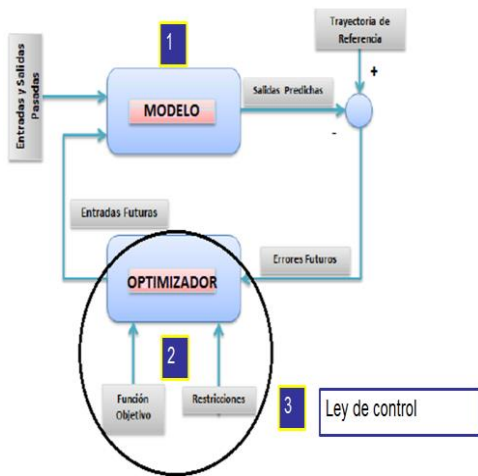 1
Trayectoria de
Referencia
+
Entradas y Salidas
Pasadas
MODELO
Salidas Predichas
-
Entradas Futuras
Errores Futuros
OPTIMIZADOR
2
Función
Objetivo
Restricciones
3
Ley de control